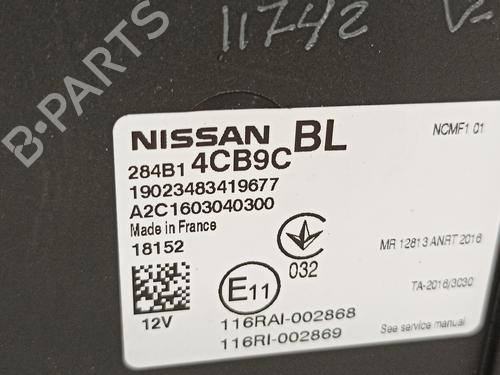 11742 V-
B-PARTS
NISSAN BL
NCMF1 01
284B1 4CB9C
19023483419677
A2C1603040300
Made in France
18152
032
MR 12813 ANRT 2016
E11
TA-2016/3030
12V
116RAI-002868
116RI-002869
See service manual